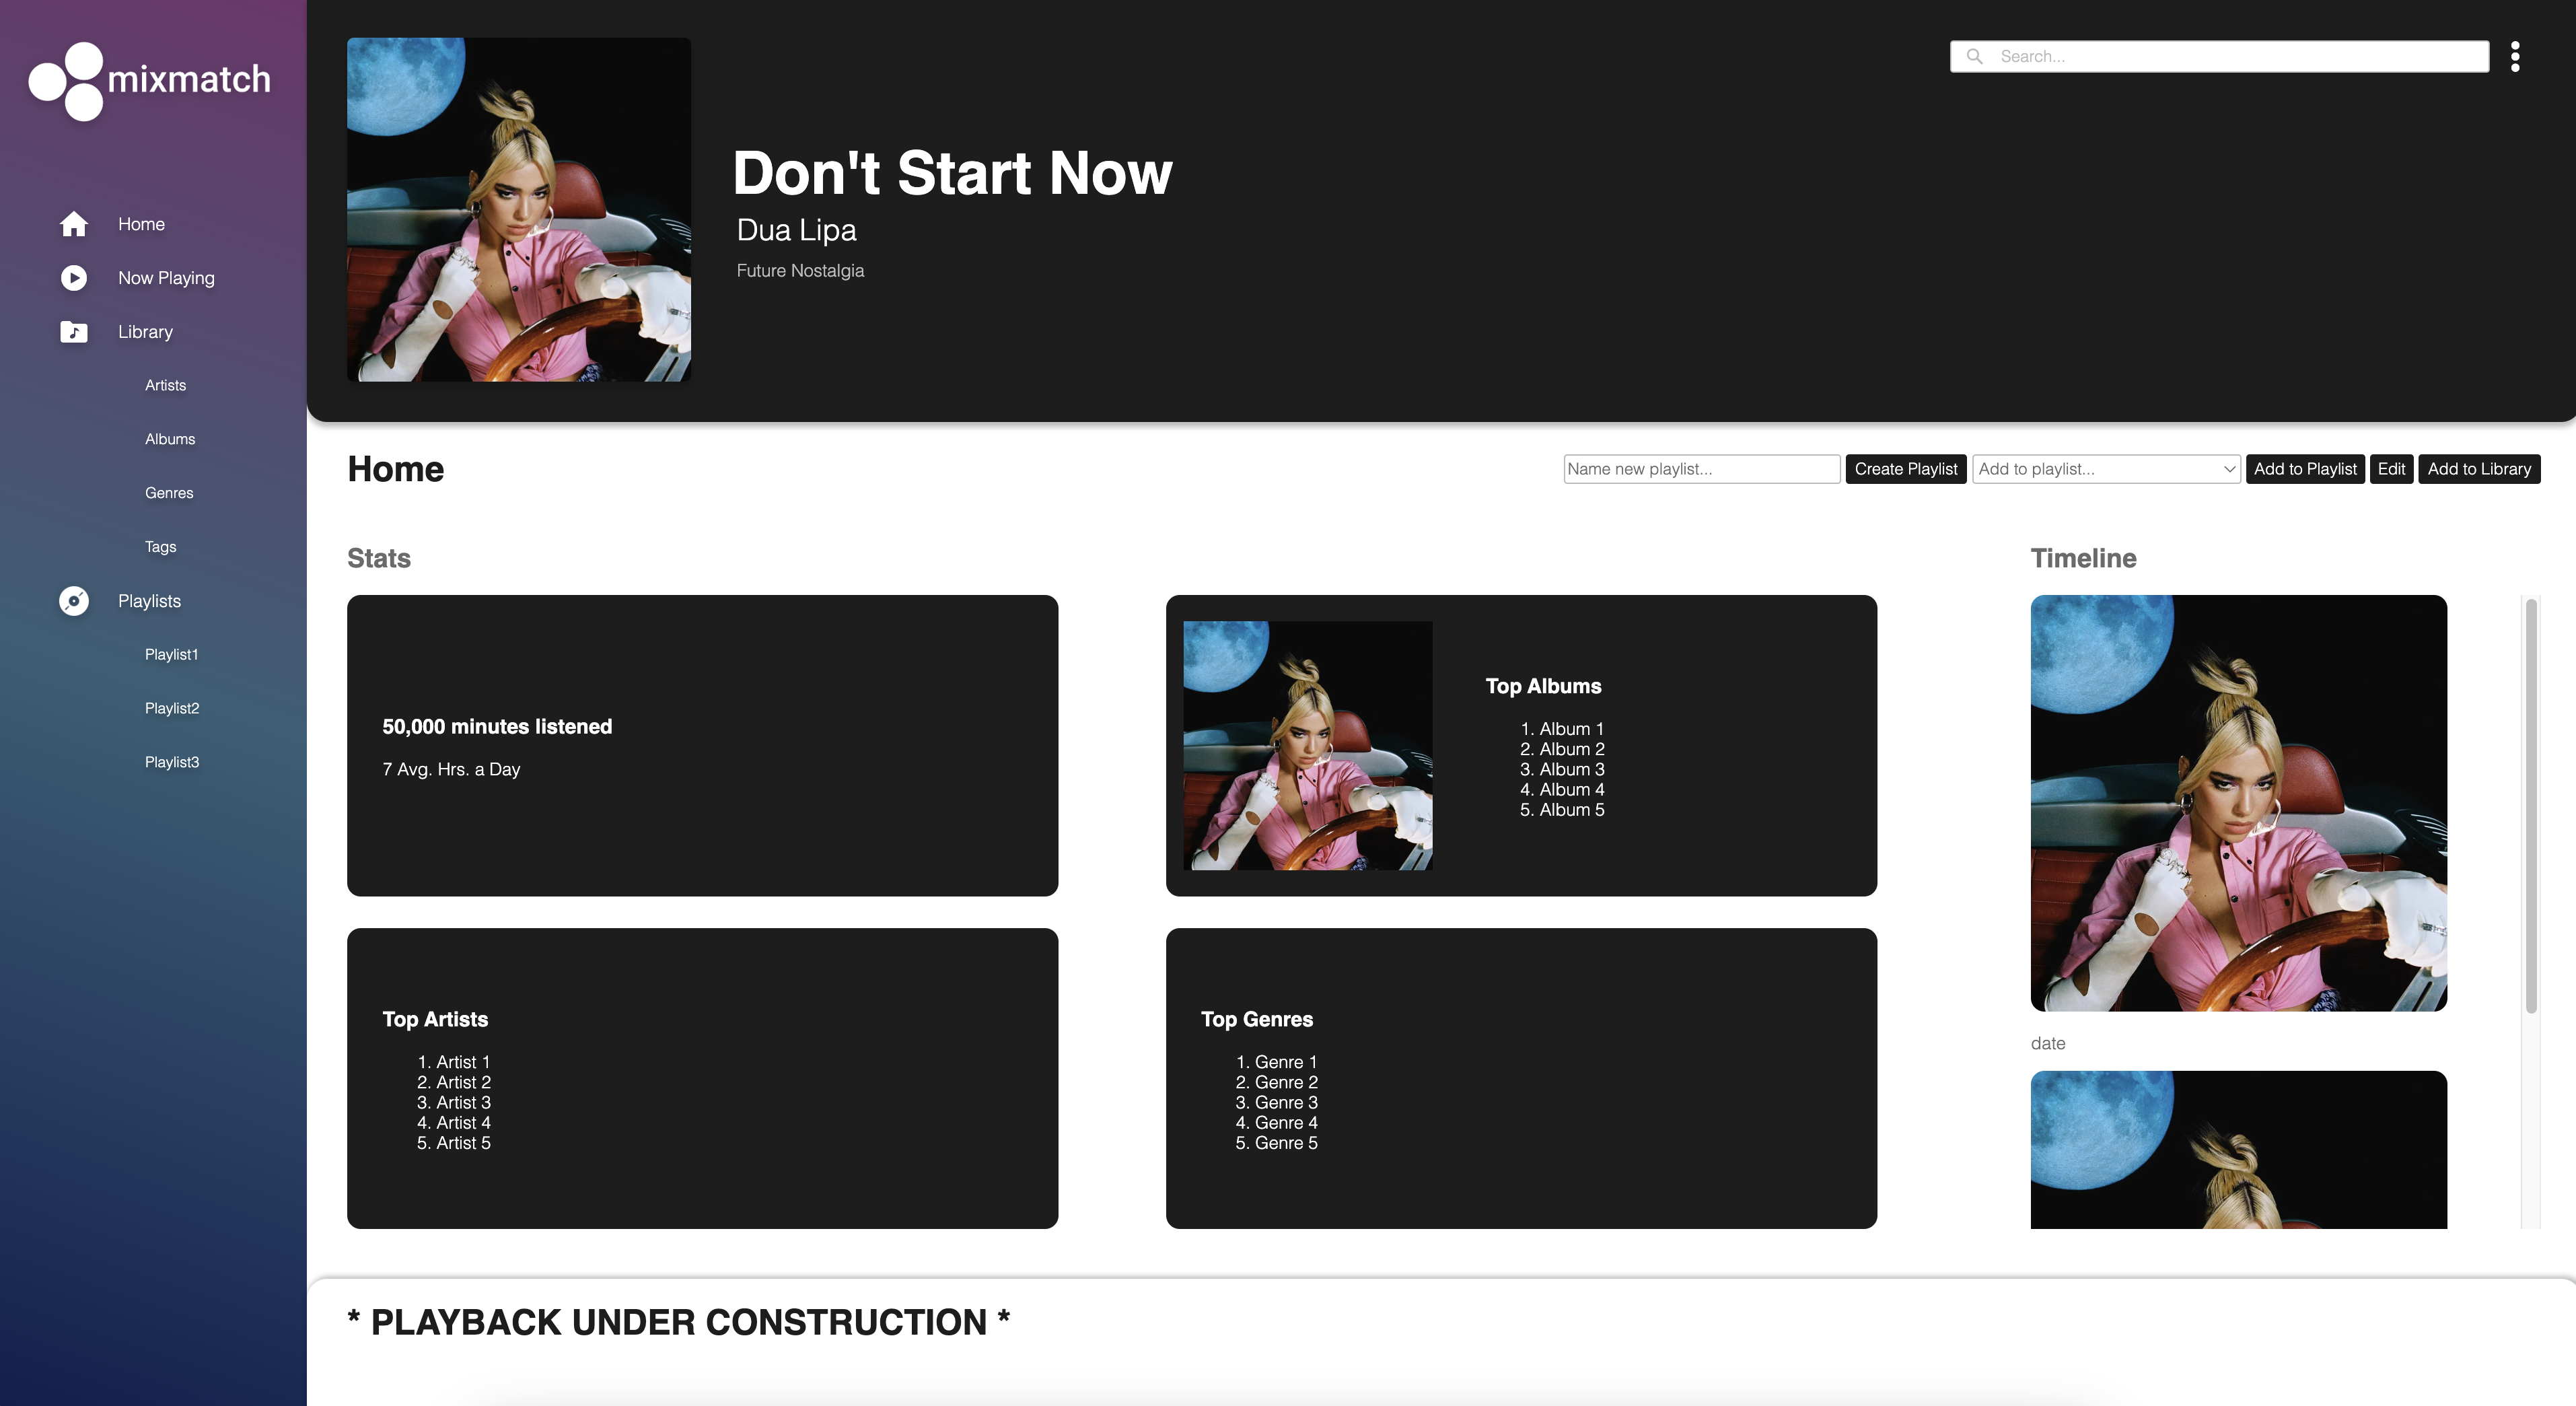 mixmatch
Home
Now Playing
Library
Artists
Albums
Genres
Tags
Playlists
Playlist1
Playlist2
Playlist3
Search...
Don't Start Now
Dua Lipa
Future Nostalgia
Home
Name new playlist... Create Playlist Add to playlist... Add to Playlist Edit Add to Library
Stats
50,000 minutes listened
7 Avg. Hrs. a Day
Top Albums
1. Album 1
2. Album 2
3. Album 3
4. Album 4
5. Album 5
Top Artists
1. Artist 1
2. Artist 2
3. Artist 3
4. Artist 4
5. Artist 5
Top Genres
1. Genre 1
2. Genre 2
3. Genre 3
4. Genre 4
5. Genre 5
Timeline
date
* PLAYBACK UNDER CONSTRUCTION *